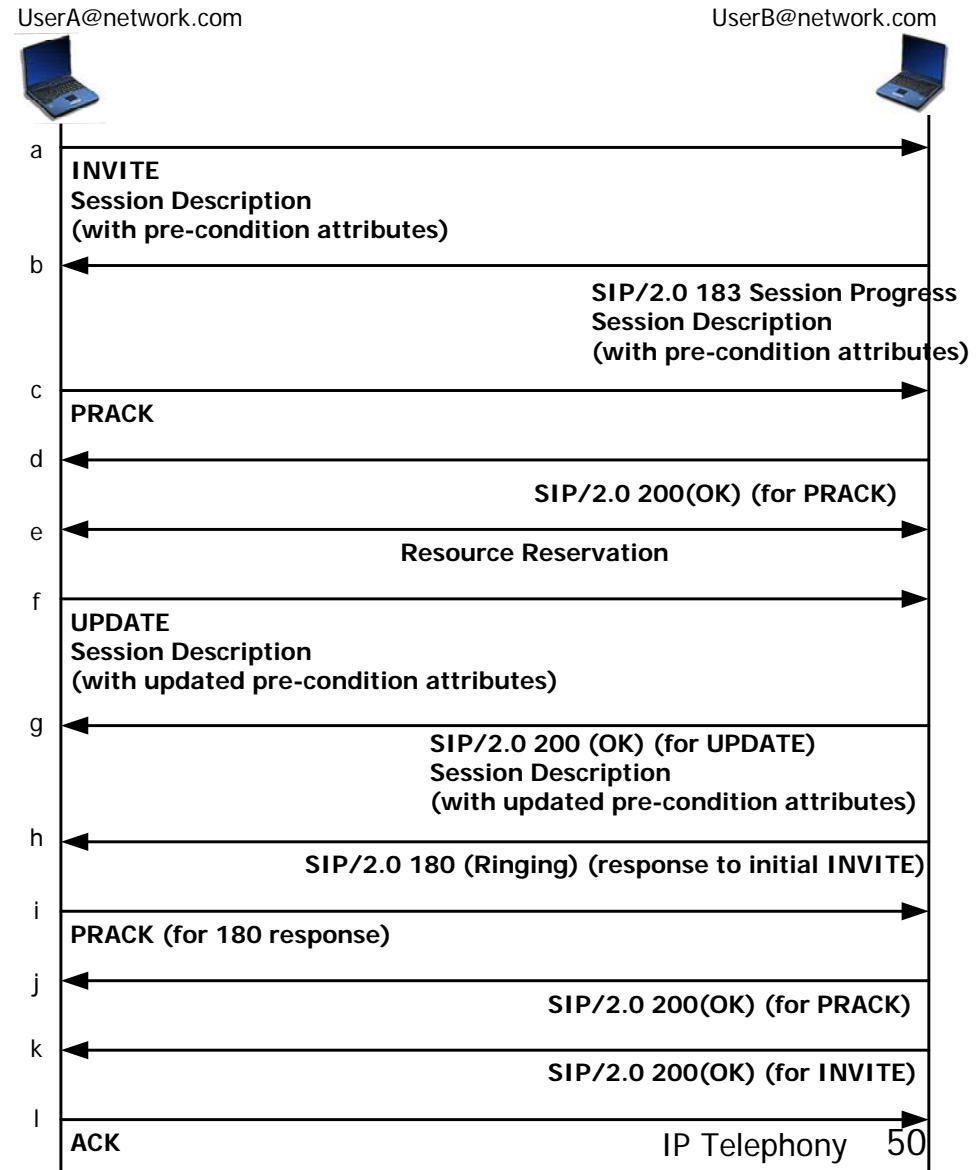 UserA@network.com
UserB@network.com
a
INVITE
Session Description
(with pre-condition attributes)
b
SIP/2.0 183 Session Progress
Session Description
(with pre-condition attributes)
c
PRACK
d
SIP/2.0 200(OK) (for PRACK)
e
Resource Reservation
f
UPDATE
Session Description
(with updated pre-condition attributes)
g
SIP/2.0 200 (OK) (for UPDATE)
Session Description
(with updated pre-condition attributes)
h
SIP/2.0 180 (Ringing) (response to initial INVITE)
i
PRACK (for 180 response)
j
SIP/2.0 200(OK) (for PRACK)
k
SIP/2.0 200(OK) (for INVITE)
l
ACK
IP Telephony 50